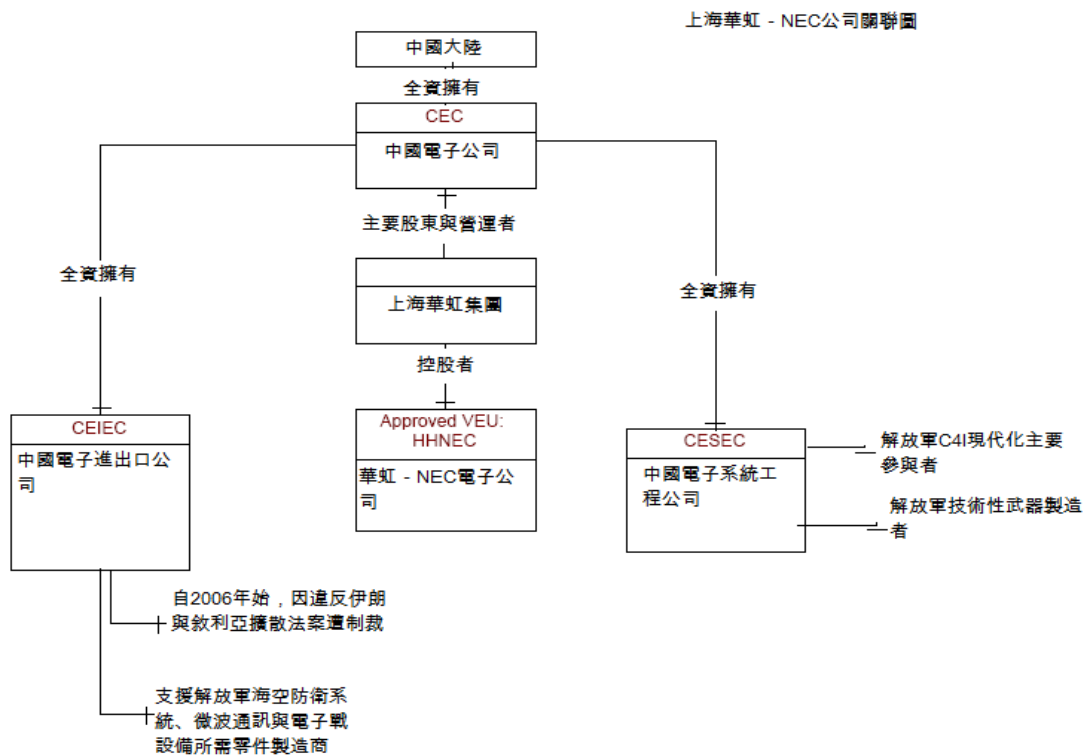 上海華虹－NEC公司關聯圖
中國大陸
全資擁有
CEC
中國電子公司
主要股東與營運者
全資擁有
上海華虹集團
全資擁有
控股者
CEIEC
中國電子進出口公
司
Approved VEU:
HHNEC
華虹－NEC電子公
司
CESEC
中國電子系統工
程公司
解放軍C4I現代化主要
參與者
解放軍技術性武器製造
者
自2006年始，因違反伊朗
與敘利亞擴散法案遭制裁
支援解放軍海空防衛系
統、微波通訊與電子戰
設備所需零件製造商